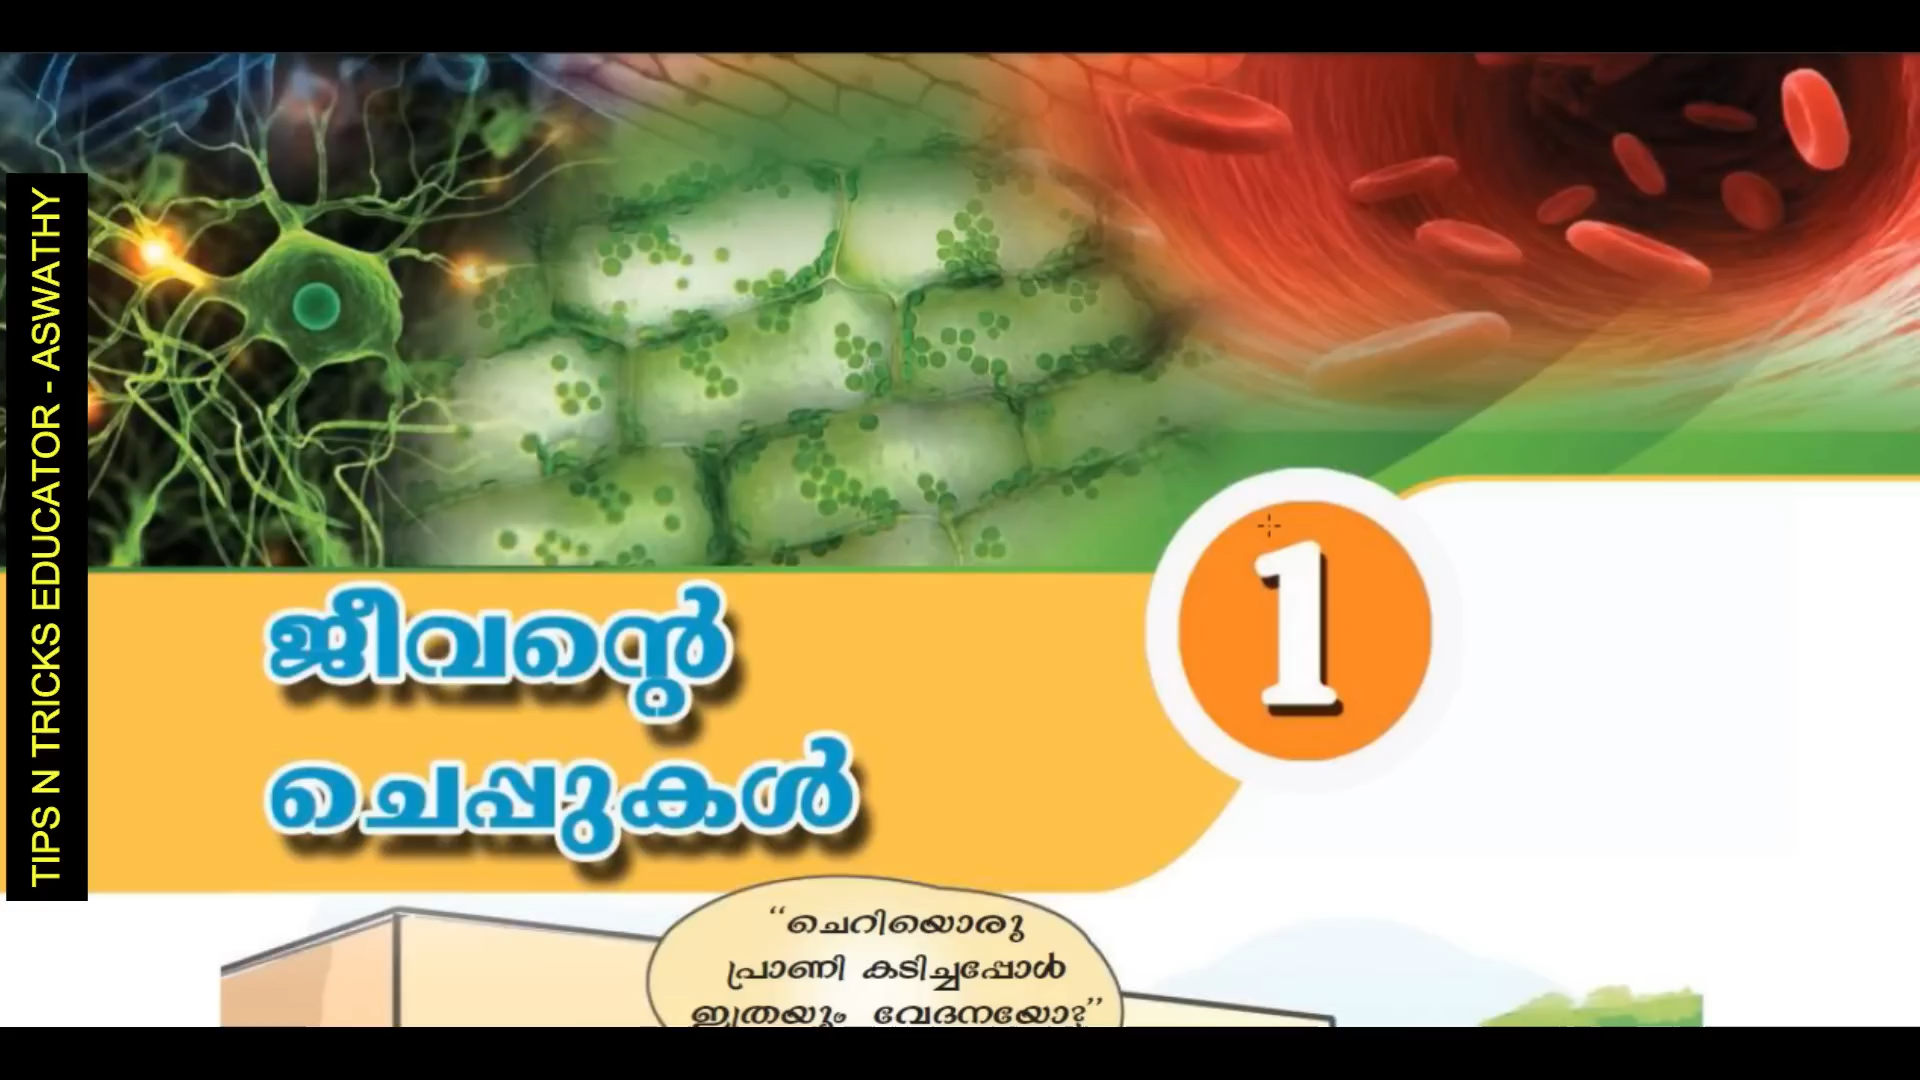 TIPS N TRICKS EDUCATOR - ASWATHY
1
ജീവന്റെ
ചെപ്പുകൾ
“ചെറിയൊരു
പ്രാണി കടിച്ചപ്പോൾ
ഇത്രയും വേദനയോ?”